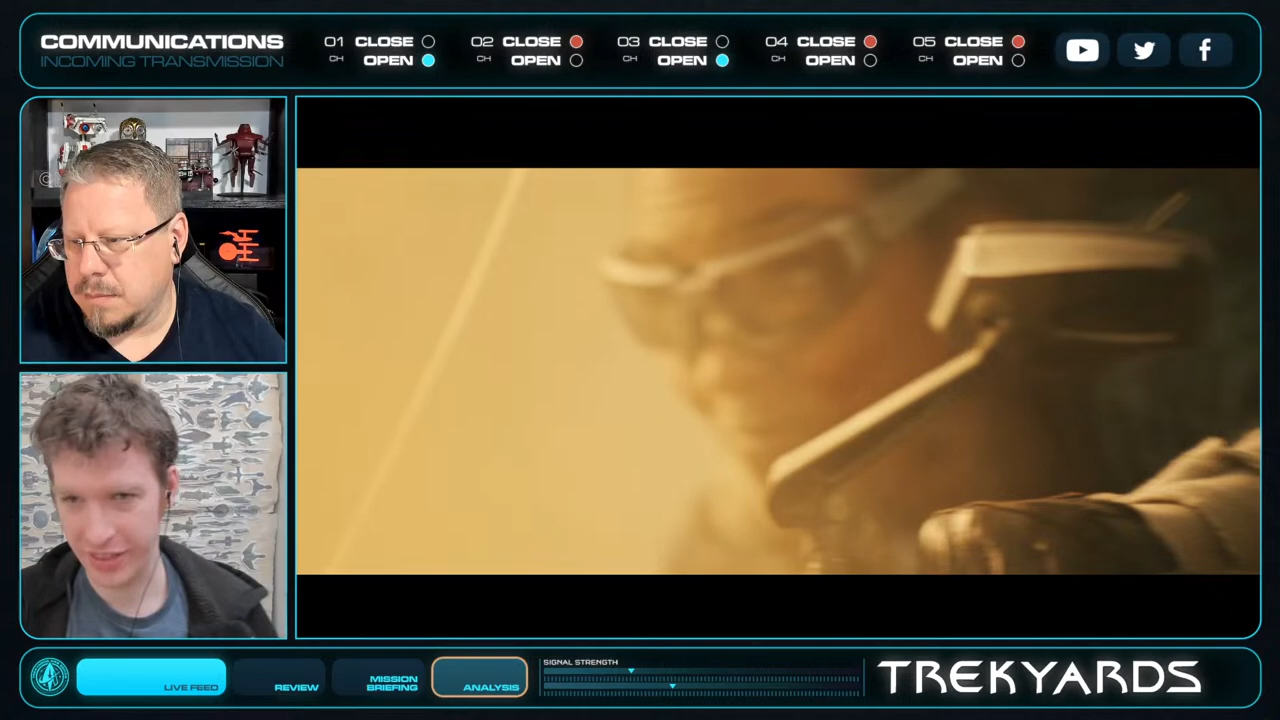 COMMUNICATIONS
INCOMING TRANSMISSION
01 CH CLOSE OPEN
02 CH CLOSE OPEN
03 CH CLOSE OPEN
04 CH CLOSE OPEN
05 CH CLOSE OPEN
LIVE FEED
REVIEW
MISSION
BRIEFING
ANALYSIS
SIGNAL STRENGTH
TREKYARDS